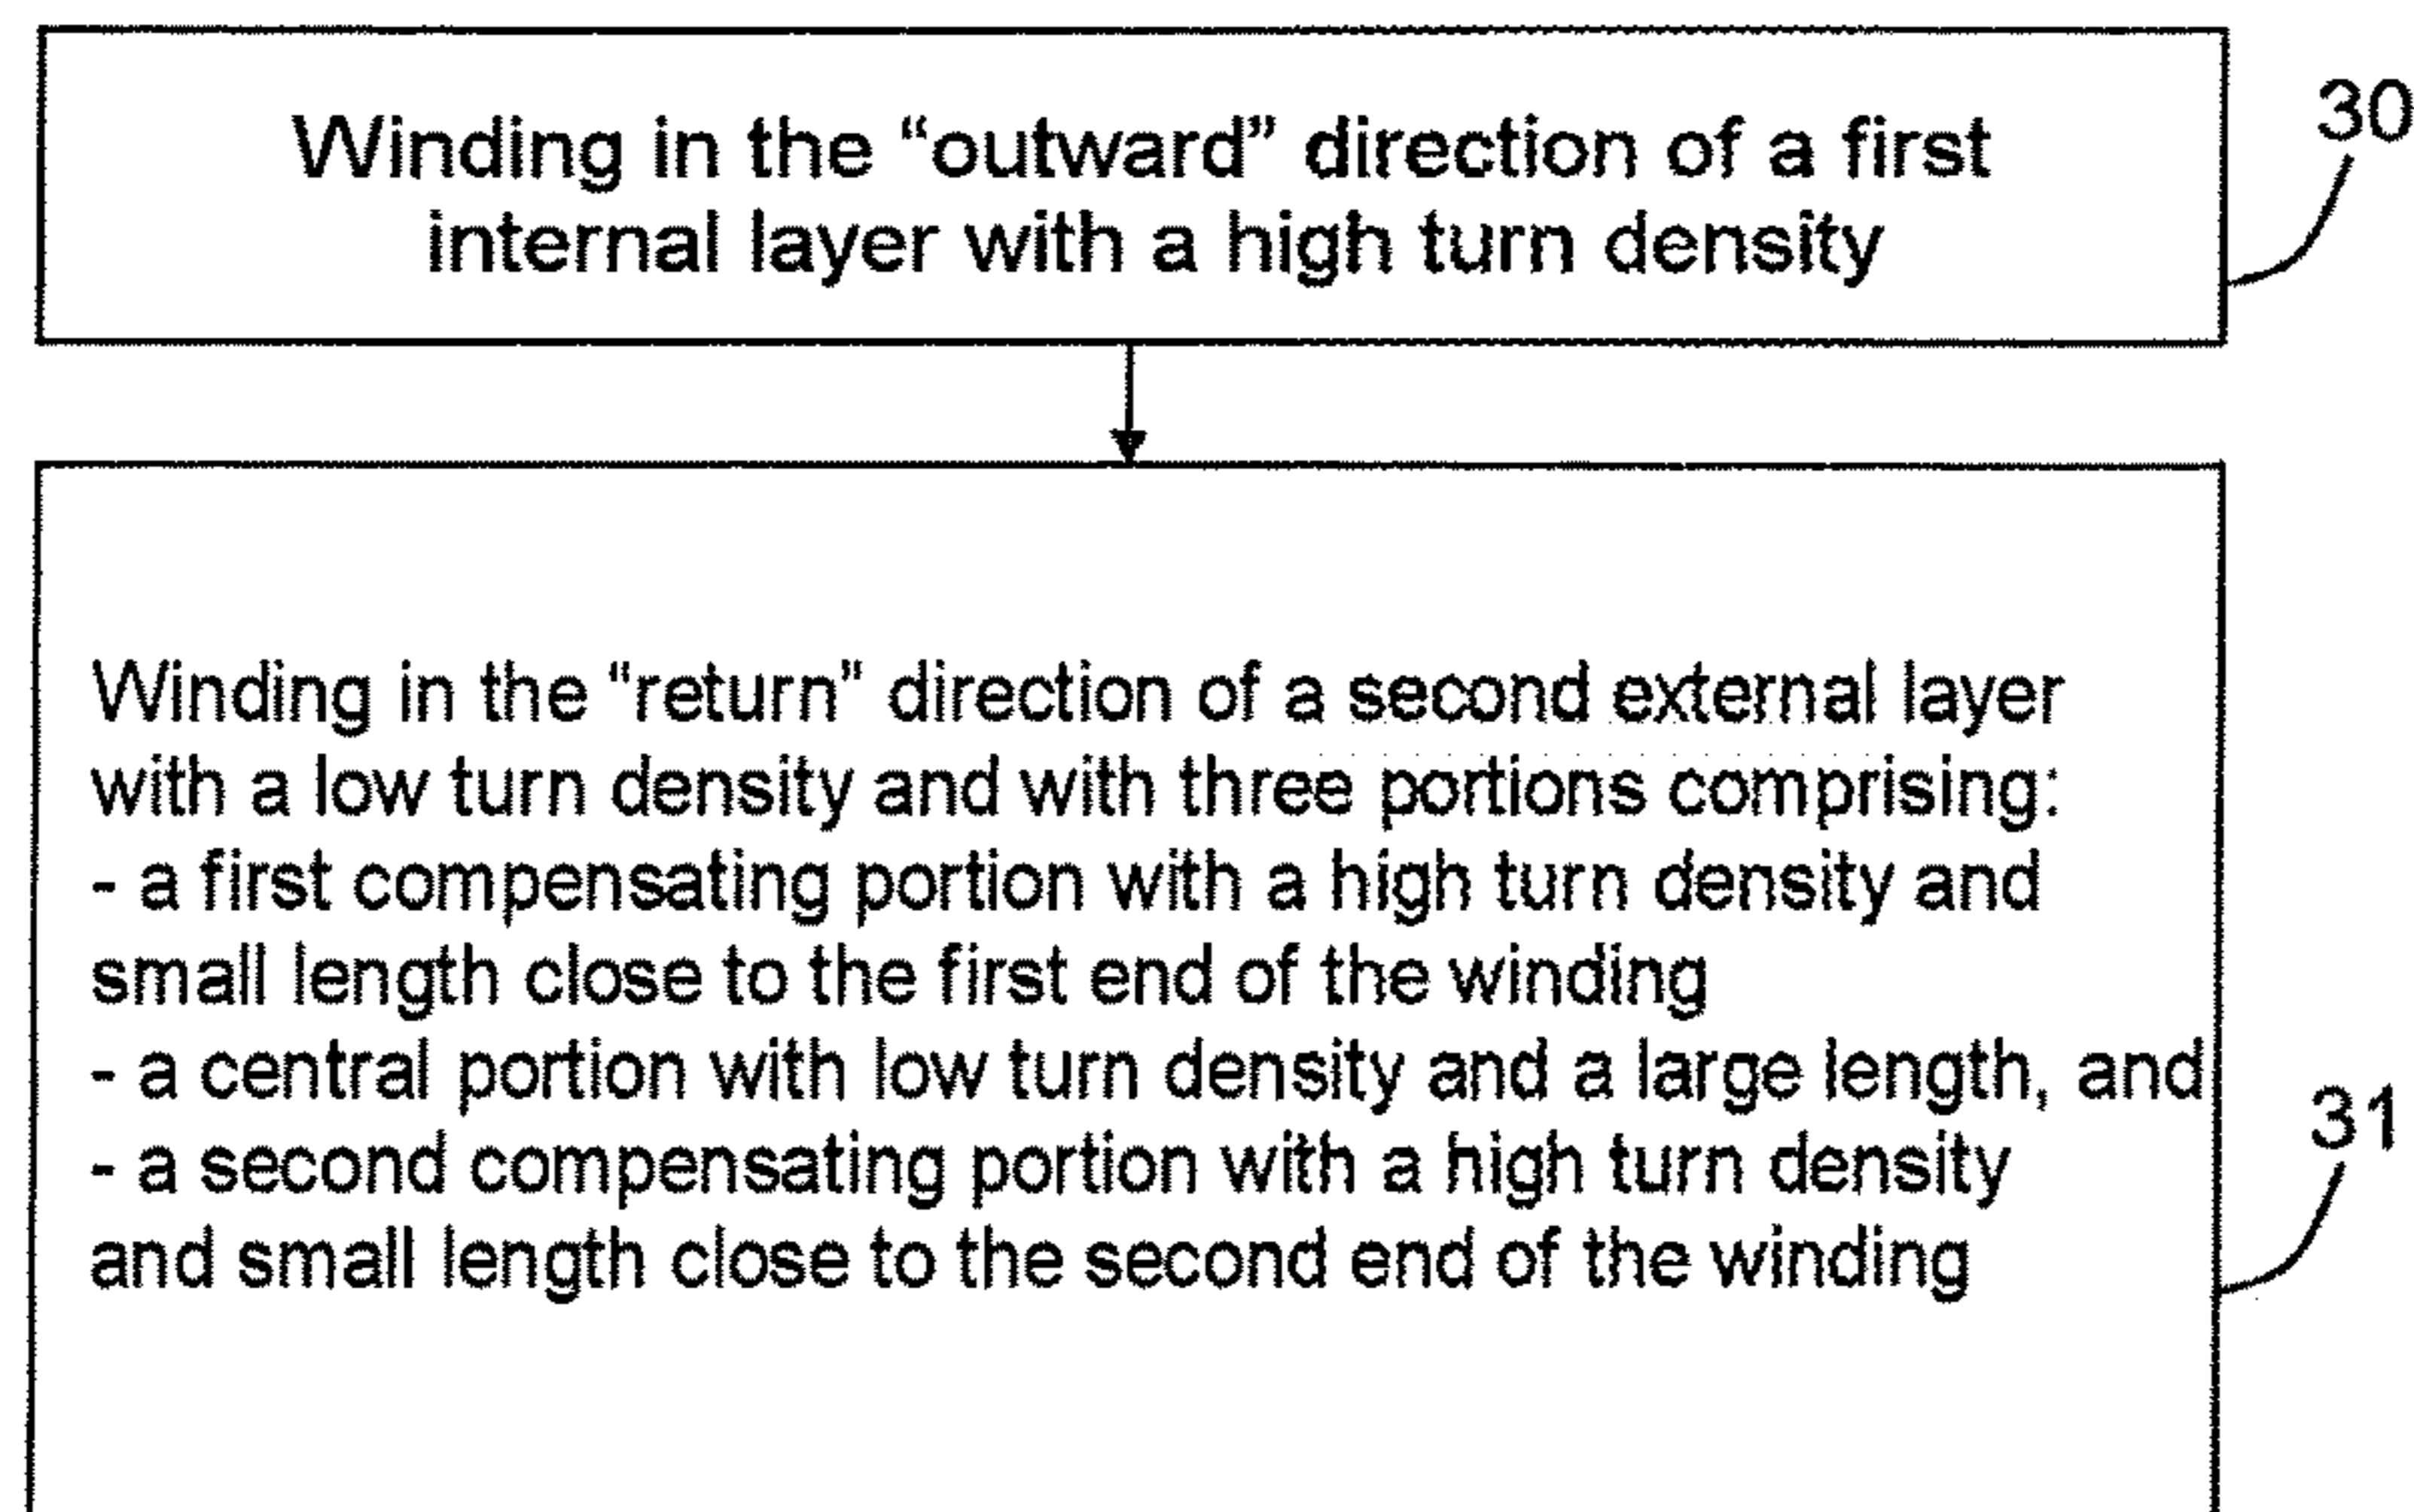 Winding in the “outward” direction of a first
internal layer with a high turn density
30
Winding in the “return” direction of a second external layer
with a low turn density and with three portions comprising:
- a first compensating portion with a high turn density and
small length close to the first end of the winding
- a central portion with low turn density and a large length, and
- a second compensating portion with a high turn density
and small length close to the second end of the winding
31